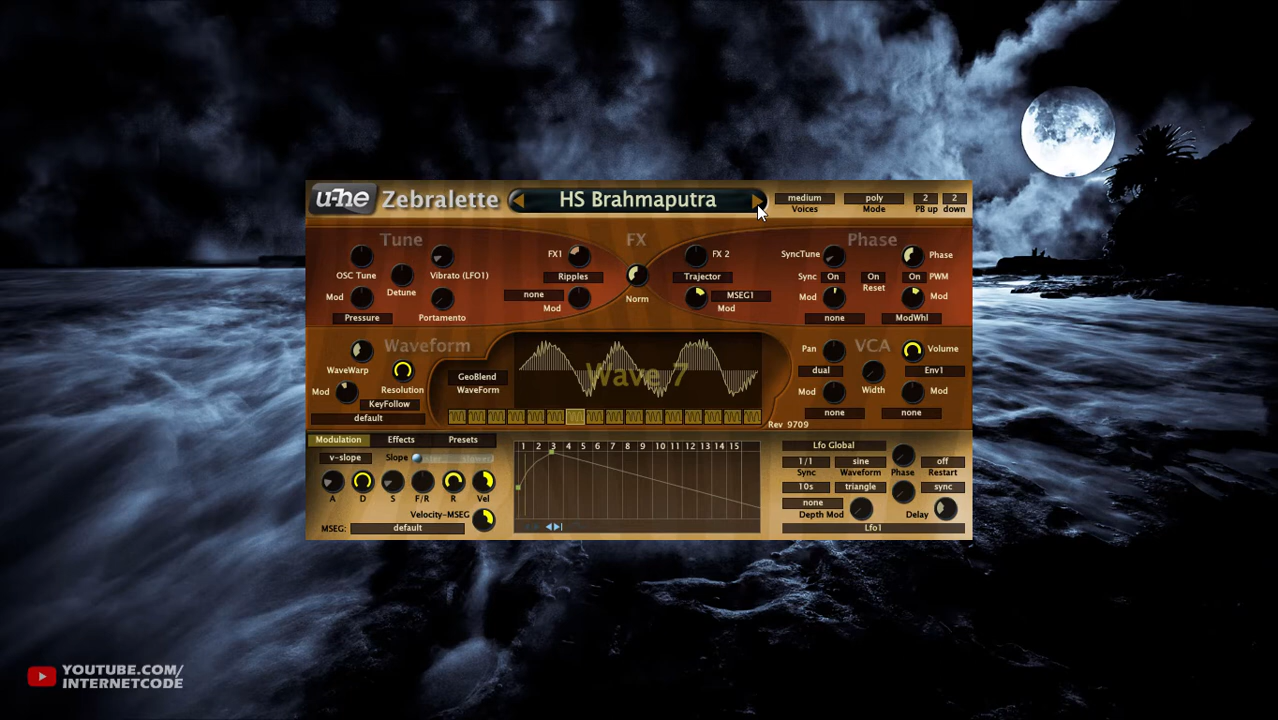 u-he Zebralette HS Brahmaputra medium poly 2 2
Voices Mode PB up down
Tune FX Phase
FX1 FX 2 SyncTune Phase
OSC Tune Vibrato (LFO1) Ripples Trajector Sync On On On PWM
Detune Reset
Mod none Norm MSEG1 Mod Mod
Portamento Mod Mod
Pressure none ModWhl
Waveform Pan VCA Volume
WaveWarp GeoBlend Wave 7 dual Env1
Resolution WaveForm Width
Mod Mod Mod
KeyFollow
default none none
Rev 9709
Modulation Effects Presets 1 2 3 4 5 6 7 8 9 10 11 12 13 14 15 Lfo Global
v-slope Slope 1/1 sine off
Sync Waveform Phase Restart
10s triangle sync
A D S F/R R Vel none
Velocity-MSEG Depth Mod Delay
MSEG: default Lfo1
YOUTUBE.COM/
INTERNETCODE